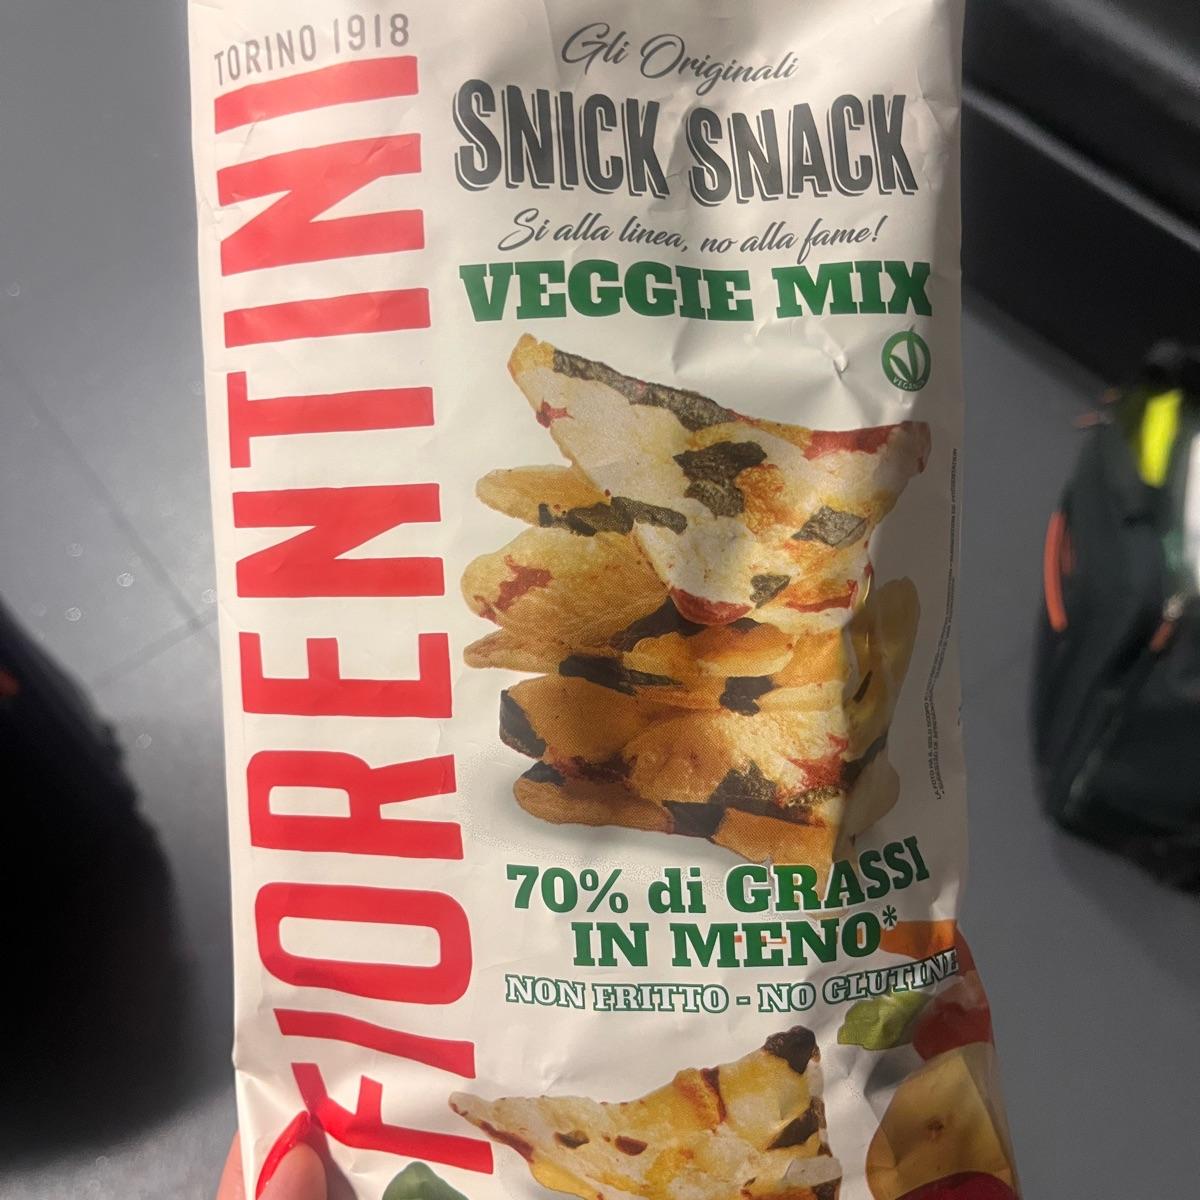 TORINO 1918
FIORENTINI
Gli Originali
SNICK SNACK
Si alla linea, no alla fame!
VEGGIE MIX
70% di GRASSI
IN MENO*
NON FRITTO - NO GLUTINE